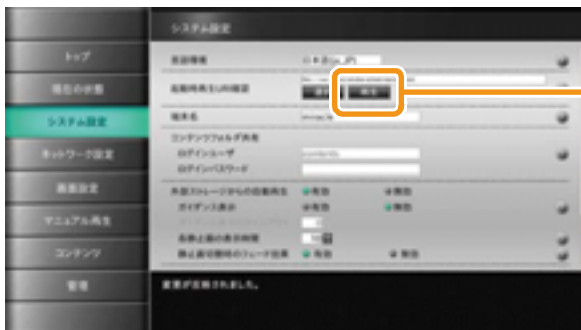 システム設定
トップ
現在の状態
システム設定
ネットワーク設定
画面設定
マニュアル再生
コンテンツ
管理
言語環境
日本語(ja_JP)
起動時再生URI指定
再生
端末名
コンテンツフォルダ共有
ログインユーザ
contents
ログインパスワード
外部ストレージからの自動再生 有効 無効
ガイダンス表示 有効 無効
各静止画の表示時間 10
静止画切替時のフェード効果 有効 無効
変更が反映されました。